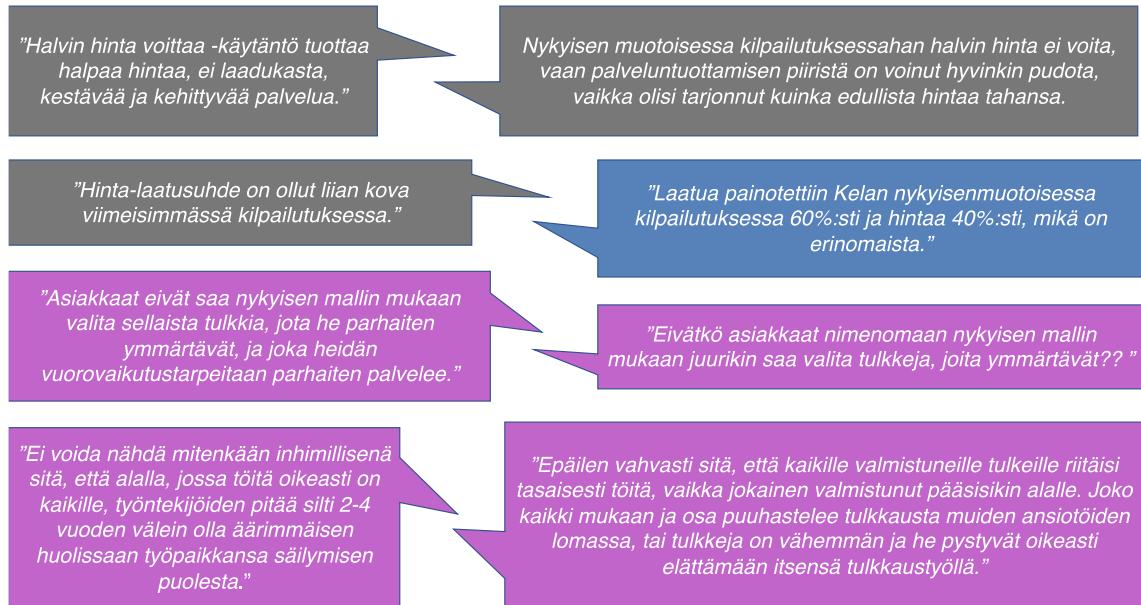 ”Halvin hinta voittaa -käytäntö tuottaa
halpaa hintaa, ei laadukasta,
kestävää ja kehittyvää palvelua.”
Nykyisen muotoisessa kilpailutuksessahan halvin hinta ei voita,
vaan palveluntuottamisen piiristä on voinut hyvinkin pudota,
vaikka olisi tarjonnut kuinka edullista hintaa tahansa.
”Hinta-laatusuhde on ollut liian kova
viimeisimmässä kilpailutuksessa.”
”Laatua painotettiin Kelan nykyisenmuotoisessa
kilpailutuksessa 60%:sti ja hintaa 40%:sti, mikä on
erinomaista.”
”Asiakkaat eivät saa nykyisen mallin mukaan
valita sellaista tulkkia, jota he parhaiten
ymmärtävät, ja joka heidän
vuorovaikutustarpeitaan parhaiten palvelee.”
”Eivätkö asiakkaat nimenomaan nykyisen mallin
mukaan juurikin saa valita tulkkeja, joita ymmärtävät?? ”
”Ei voida nähdä mitenkään inhimillisenä
sitä, että alalla, jossa töitä oikeasti on
kaikille, työntekijöiden pitää silti 2-4
vuoden välein olla äärimmäisen
huolissaan työpaikkansa säilymisen
puolesta.”
”Epäilen vahvasti sitä, että kaikille valmistuneille tulkeille riitäisi
tasaisesti töitä, vaikka jokainen valmistunut pääsisikin alalle. Joko
kaikki mukaan ja osa puuhastelee tulkkausta muiden ansiotöiden
lomassa, tai tulkkeja on vähemmän ja he pystyvät oikeasti
elättämään itsensä tulkkaustyöllä.”